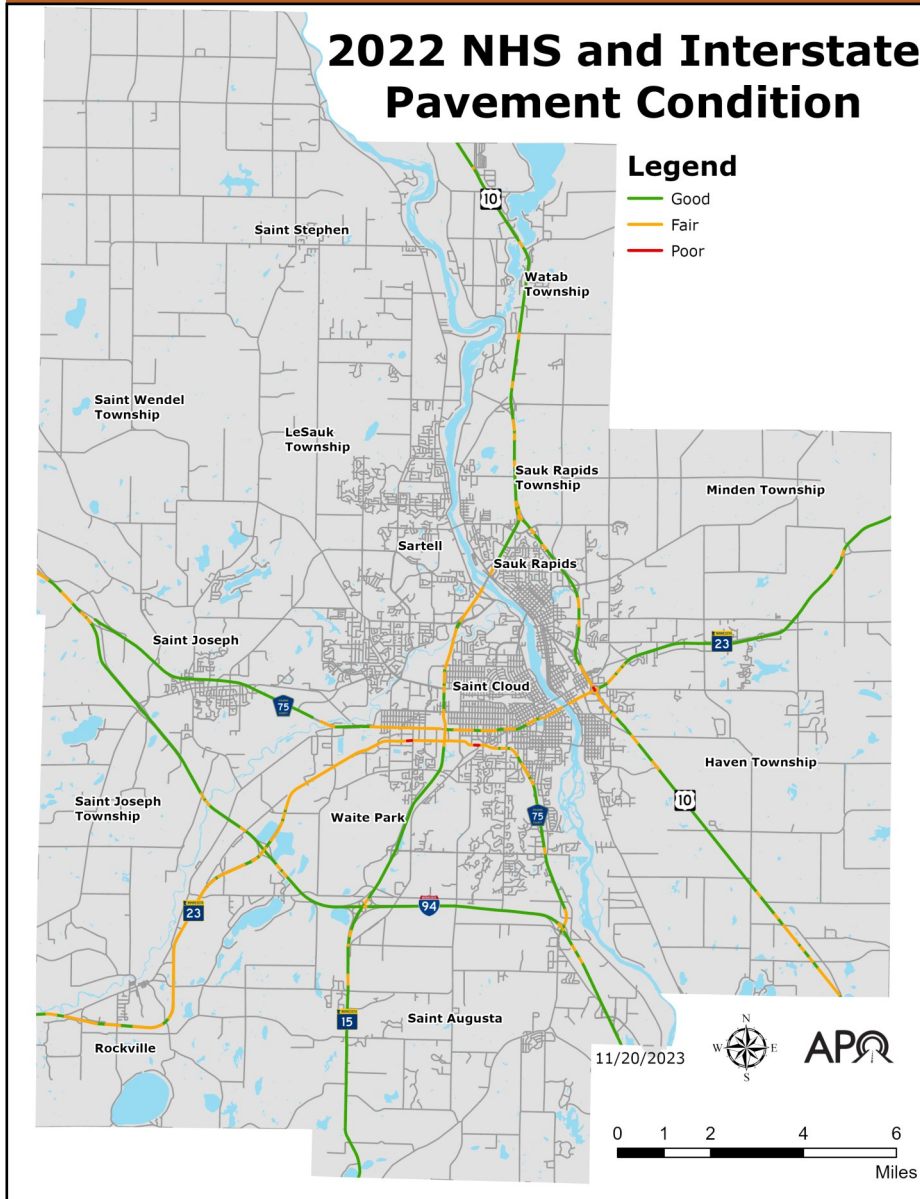 2022 NHS and Interstate
Pavement Condition
Legend
Good
Fair
Poor
10
Saint Stephen
Watab
Township
Saint Wendel
Township
LeSauk
Township
Sauk Rapids
Township
Minden Township
Sartell
Sauk Rapids
Saint Joseph
23
Saint Cloud
75
Haven Township
10
Saint Joseph
Township
Waite Park
75
94
23
15
Saint Augusta
Rockville
11/20/2023
N
W
E
S
APO
0 1 2 4 6
Miles